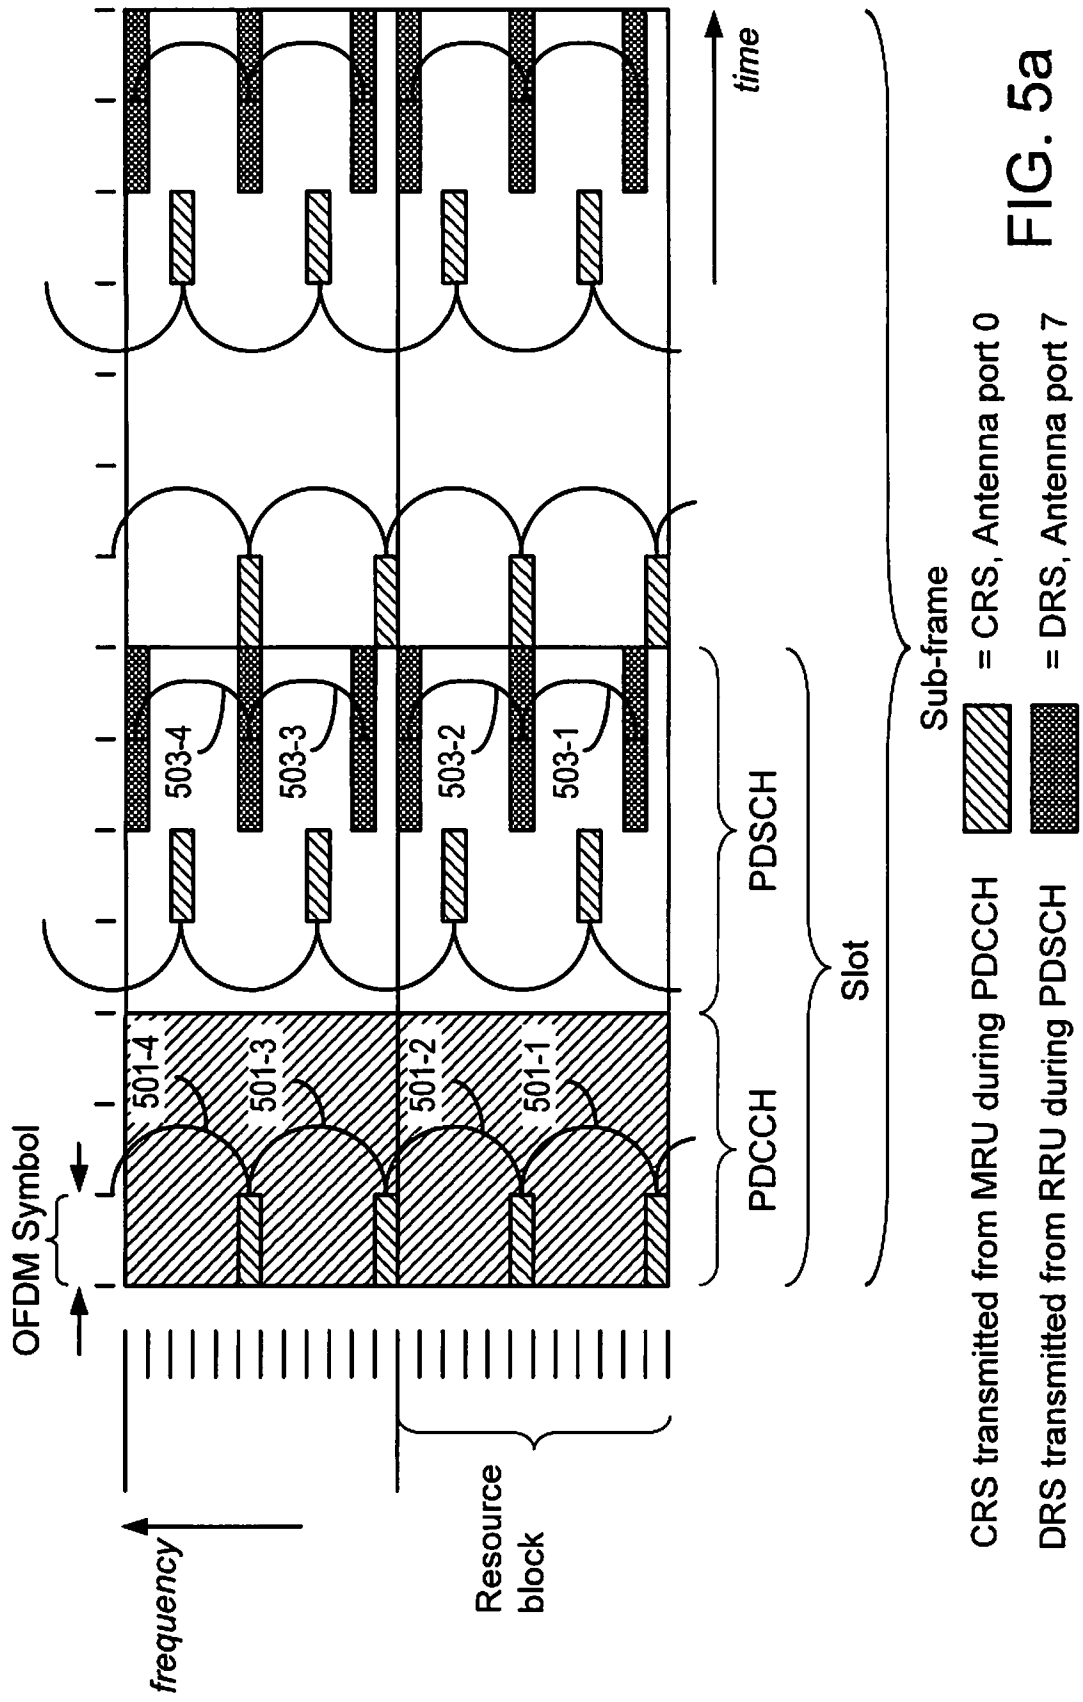 OFDM Symbol
frequency
Resource
block
501-4
501-3
501-2
501-1
503-4
503-3
503-2
503-1
time
PDCCH
PDSCH
Slot
Sub-frame
CRS transmitted from MRU during PDCCH
= CRS, Antenna port 0
DRS transmitted from RRU during PDSCH
= DRS, Antenna port 7
FIG. 5a